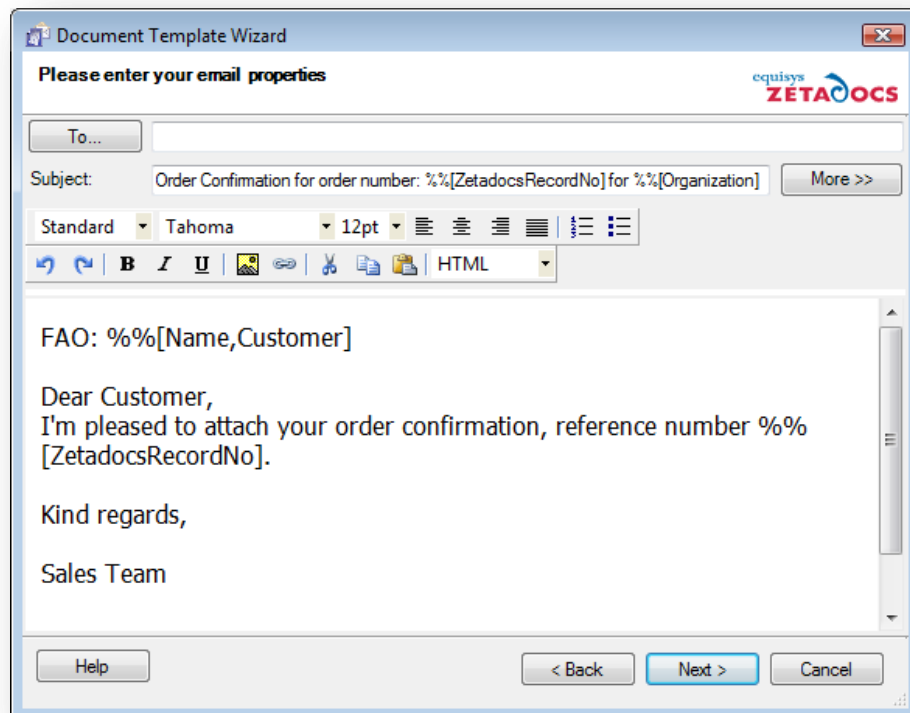 Document Template Wizard
Please enter your email properties
equisys
ZETADOCS
To...
Subject: Order Confirmation for order number: %%[ZetadocsRecordNo] for %%[Organization] More >>
Standard Tahoma 12pt
B I U HTML
FAO: %%[Name,Customer]
Dear Customer,
I'm pleased to attach your order confirmation, reference number %%
[ZetadocsRecordNo].
Kind regards,
Sales Team
Help < Back Next > Cancel